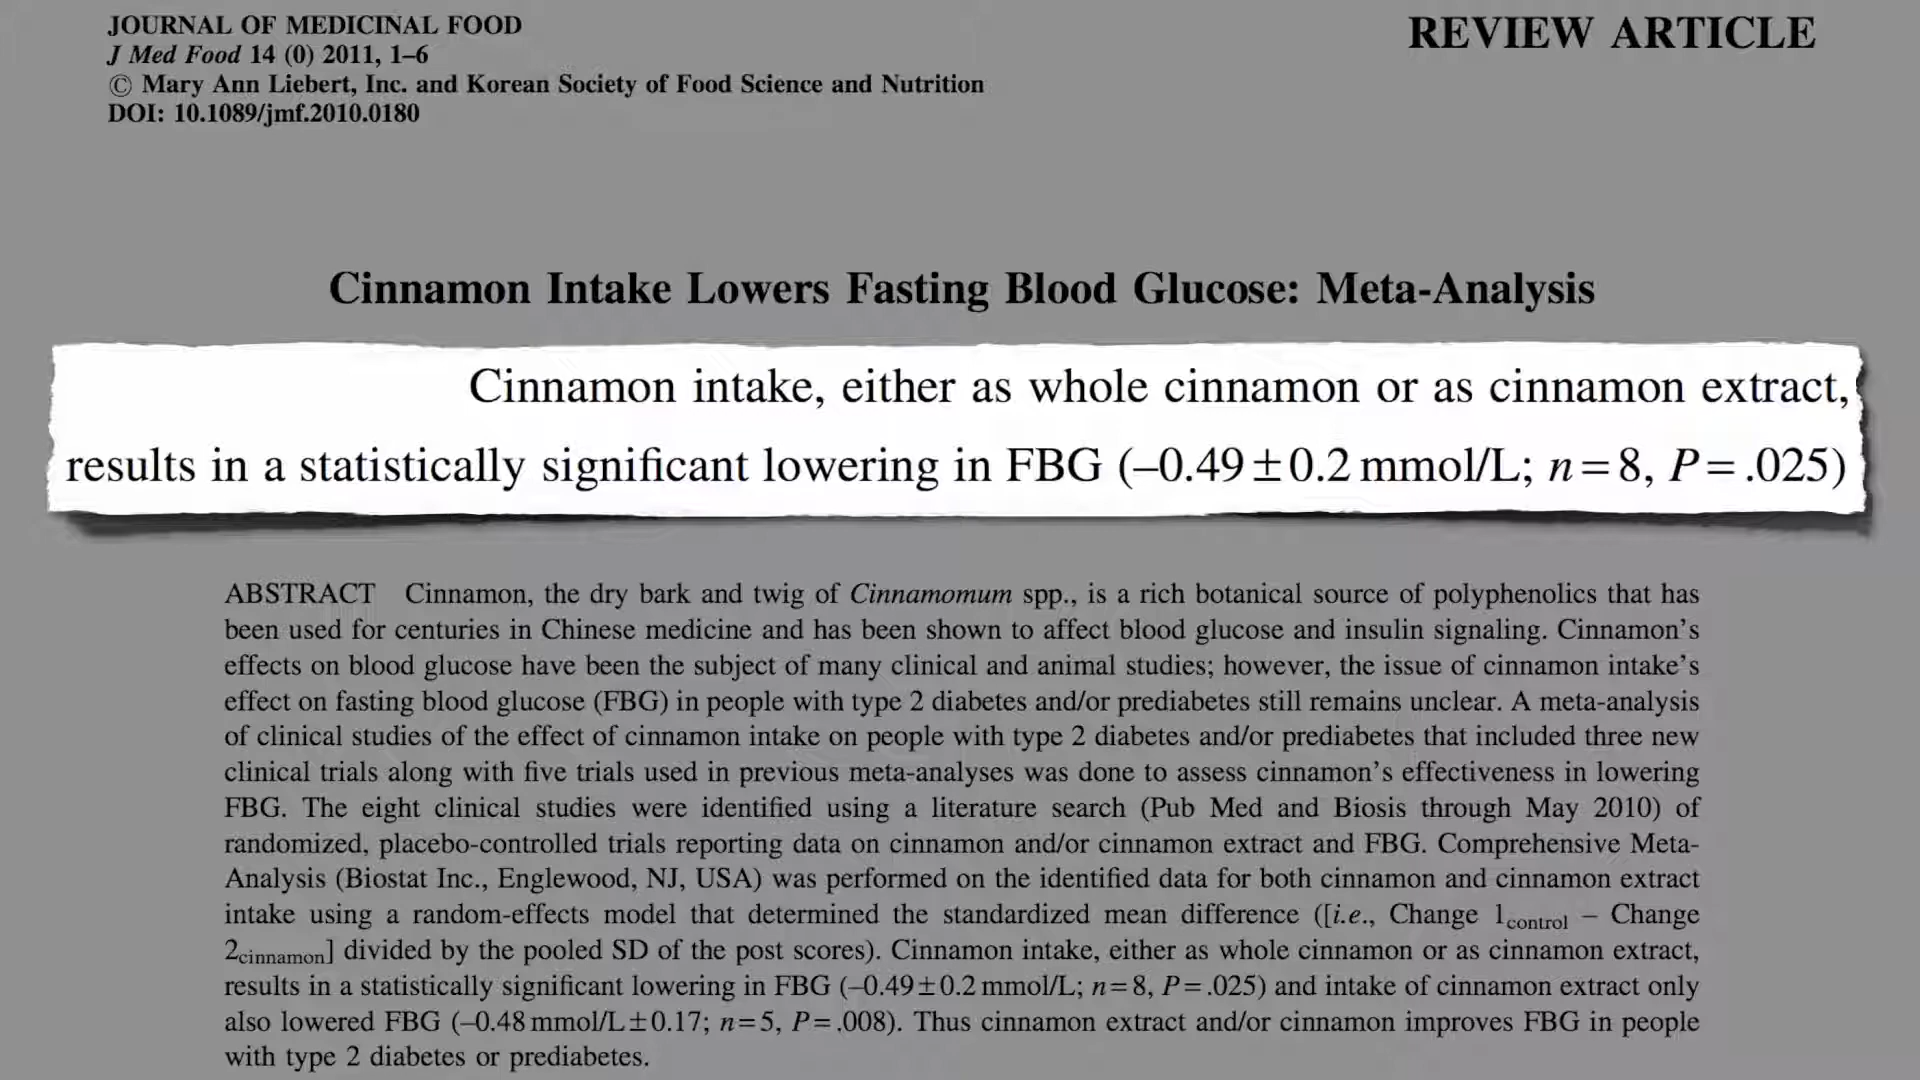 JOURNAL OF MEDICINAL FOOD
J Med Food 14 (0) 2011, 1–6
© Mary Ann Liebert, Inc. and Korean Society of Food Science and Nutrition
DOI: 10.1089/jmf.2010.0180
REVIEW ARTICLE
Cinnamon Intake Lowers Fasting Blood Glucose: Meta-Analysis
Cinnamon intake, either as whole cinnamon or as cinnamon extract,
results in a statistically significant lowering in FBG (–0.49±0.2 mmol/L; n=8, P=.025)
ABSTRACT Cinnamon, the dry bark and twig of Cinnamomum spp., is a rich botanical source of polyphenolics that has
been used for centuries in Chinese medicine and has been shown to affect blood glucose and insulin signaling. Cinnamon's
effects on blood glucose have been the subject of many clinical and animal studies; however, the issue of cinnamon intake's
effect on fasting blood glucose (FBG) in people with type 2 diabetes and/or prediabetes still remains unclear. A meta-analysis
of clinical studies of the effect of cinnamon intake on people with type 2 diabetes and/or prediabetes that included three new
clinical trials along with five trials used in previous meta-analyses was done to assess cinnamon's effectiveness in lowering
FBG. The eight clinical studies were identified using a literature search (Pub Med and Biosis through May 2010) of
randomized, placebo-controlled trials reporting data on cinnamon and/or cinnamon extract and FBG. Comprehensive Meta-
Analysis (Biostat Inc., Englewood, NJ, USA) was performed on the identified data for both cinnamon and cinnamon extract
intake using a random-effects model that determined the standardized mean difference ([i.e., Change 1control – Change
2cinnamon] divided by the pooled SD of the post scores). Cinnamon intake, either as whole cinnamon or as cinnamon extract,
results in a statistically significant lowering in FBG (–0.49±0.2 mmol/L; n=8, P=.025) and intake of cinnamon extract only
also lowered FBG (–0.48 mmol/L±0.17; n=5, P=.008). Thus cinnamon extract and/or cinnamon improves FBG in people
with type 2 diabetes or prediabetes.